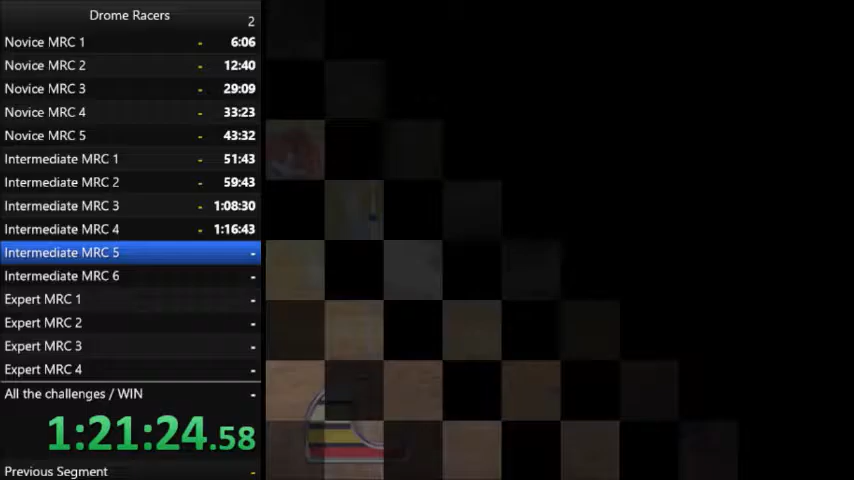 Drome Racers
2
Novice MRC 1 - 6:06
Novice MRC 2 - 12:40
Novice MRC 3 - 29:09
Novice MRC 4 - 33:23
Novice MRC 5 - 43:32
Intermediate MRC 1 - 51:43
Intermediate MRC 2 - 59:43
Intermediate MRC 3 - 1:08:30
Intermediate MRC 4 - 1:16:43
Intermediate MRC 5 -
Intermediate MRC 6 -
Expert MRC 1 -
Expert MRC 2 -
Expert MRC 3 -
Expert MRC 4 -
All the challenges / WIN -
1:21:24.58
Previous Segment -